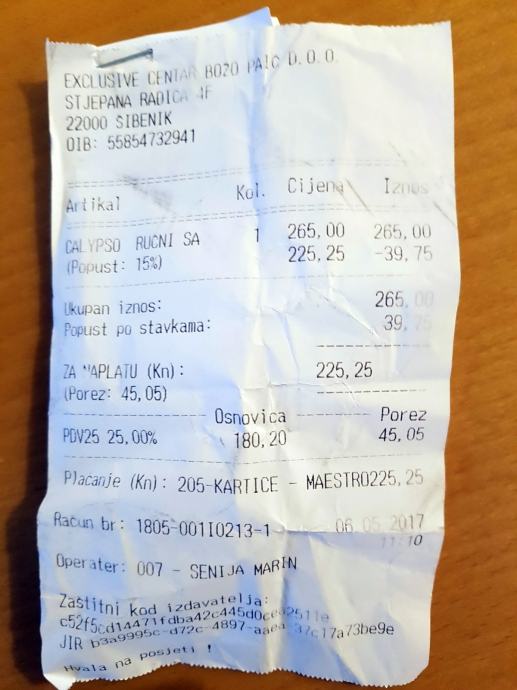 EXCLUSIVE CENTAR BOZO PAIC D.O.O.
STJEPANA RADICA 4F
22000 SIBENIK
OIB: 55854732941
Artikal Kol. Cijena Iznos
CALYPSO RUCNI SA 1 265,00 265,00
(Popust: 15%) 225,25 -39,75
Ukupan iznos: 265,00
Popust po stavkama: 39,75
ZA NAPLATU (Kn): 225,25
(Porez: 45,05)
Osnovica Porez
PDV25 25,00% 180,20 45,05
Placanje (Kn): 205-KARTICE - MAESTRO225,25
Racun br: 1805-001I0213-1 06.05.2017
11:10
Operater: 007 - SENIJA MARIN
Zaštitni kod izdavatelja:
JIR
Hvala na posjeti !